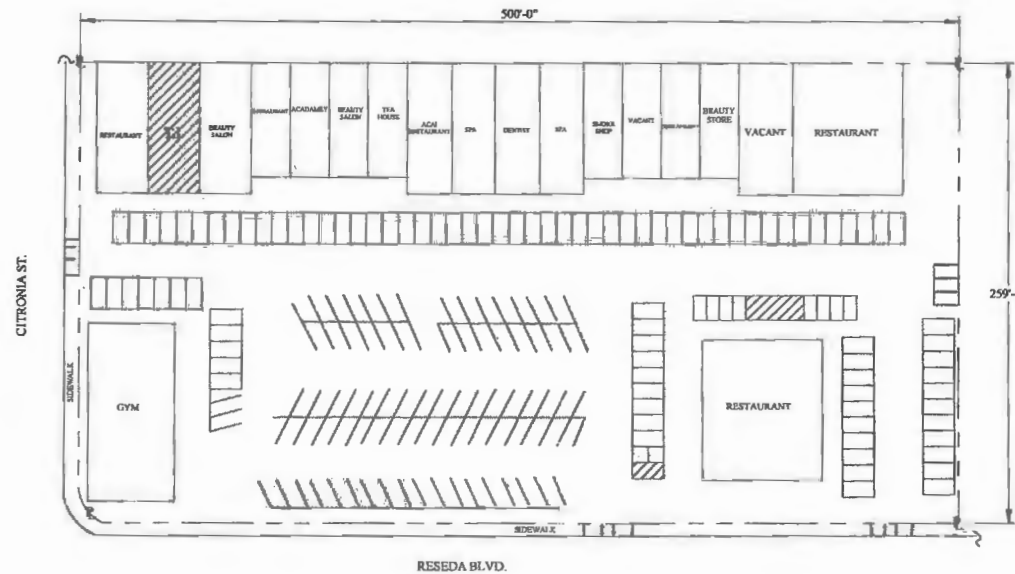 500'-0"
RESTAURANT
BEAUTY
SALON
RESTAURANT
ACADAMEY
BEAUTY
SALON
TEA
HOUSE
ACAI
RESTAURANT
SPA
DENTIST
SPA
SMOKE
SHOP
VACANT
BEAUTY
STORE
VACANT
RESTAURANT
CITRONIA ST.
259'-
SIDEWALK
GYM
RESTAURANT
SIDEWALK
RESEDA BLVD.